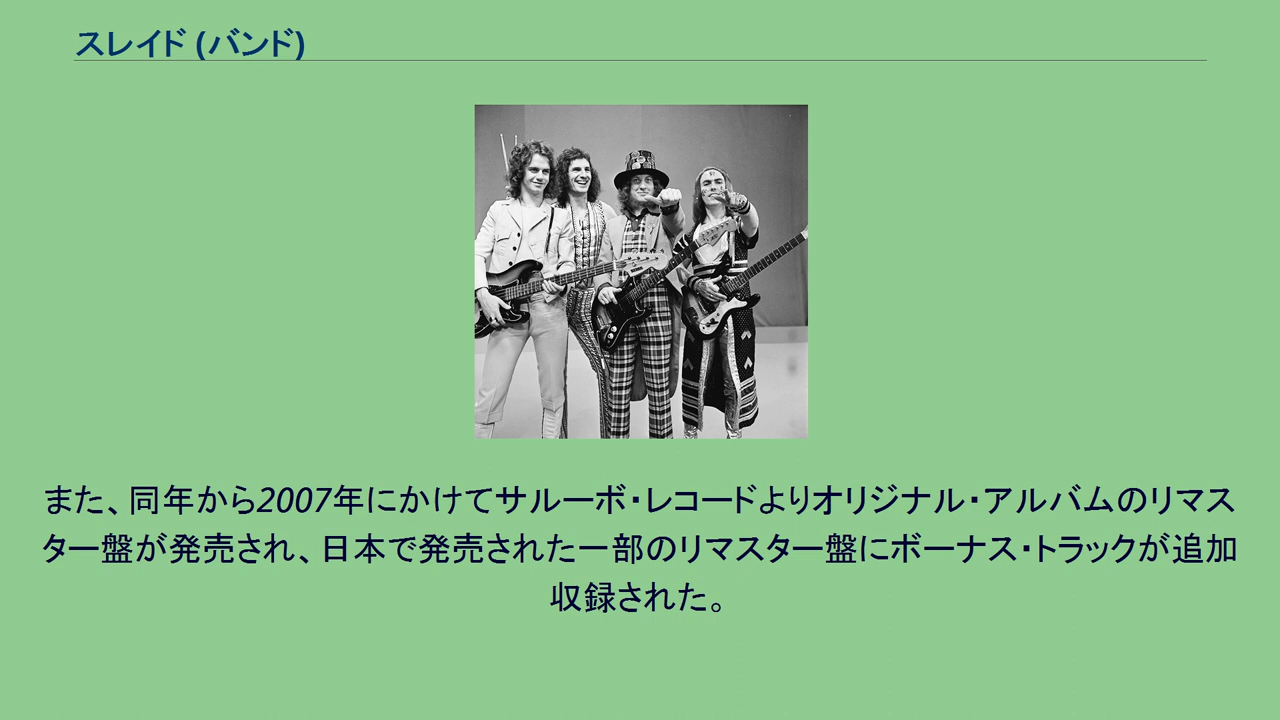 スレイド (バンド)
また、同年から2007年にかけてサルーボ・レコードよりオリジナル・アルバムのリマス
ター盤が発売され、日本で発売された一部のリマスター盤にボーナス・トラックが追加
収録された。